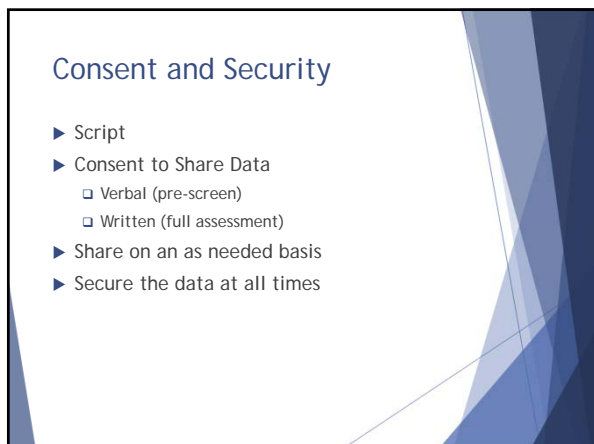 Consent and Security
Script
Consent to Share Data
Verbal (pre-screen)
Written (full assessment)
Share on an as needed basis
Secure the data at all times